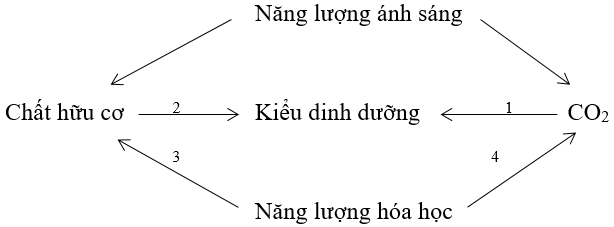 Năng lượng ánh sáng
Chất hữu cơ 2 Kiểu dinh dưỡng 1 CO₂
3 4
Năng lượng hóa học